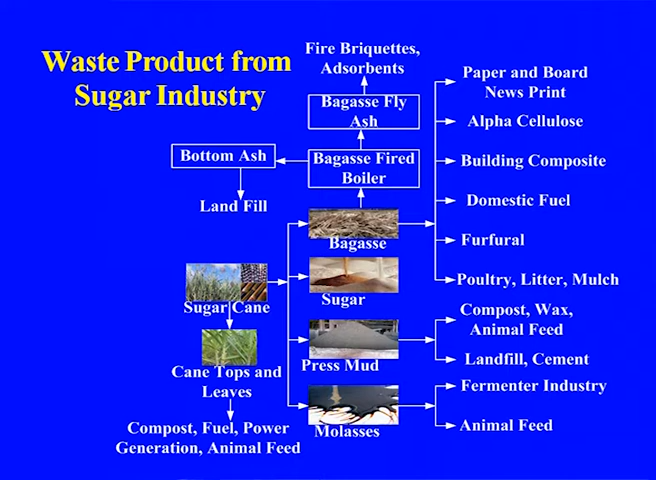 Waste Product from
Sugar Industry
Fire Briquettes,
Adsorbents
Bagasse Fly
Ash
Bottom Ash
Bagasse Fired
Boiler
Land Fill
Bagasse
Sugar
Sugar Cane
Press Mud
Cane Tops and
Leaves
Molasses
Compost, Fuel, Power
Generation, Animal Feed
Paper and Board
News Print
Alpha Cellulose
Building Composite
Domestic Fuel
Furfural
Poultry, Litter, Mulch
Compost, Wax,
Animal Feed
Landfill, Cement
Fermenter Industry
Animal Feed